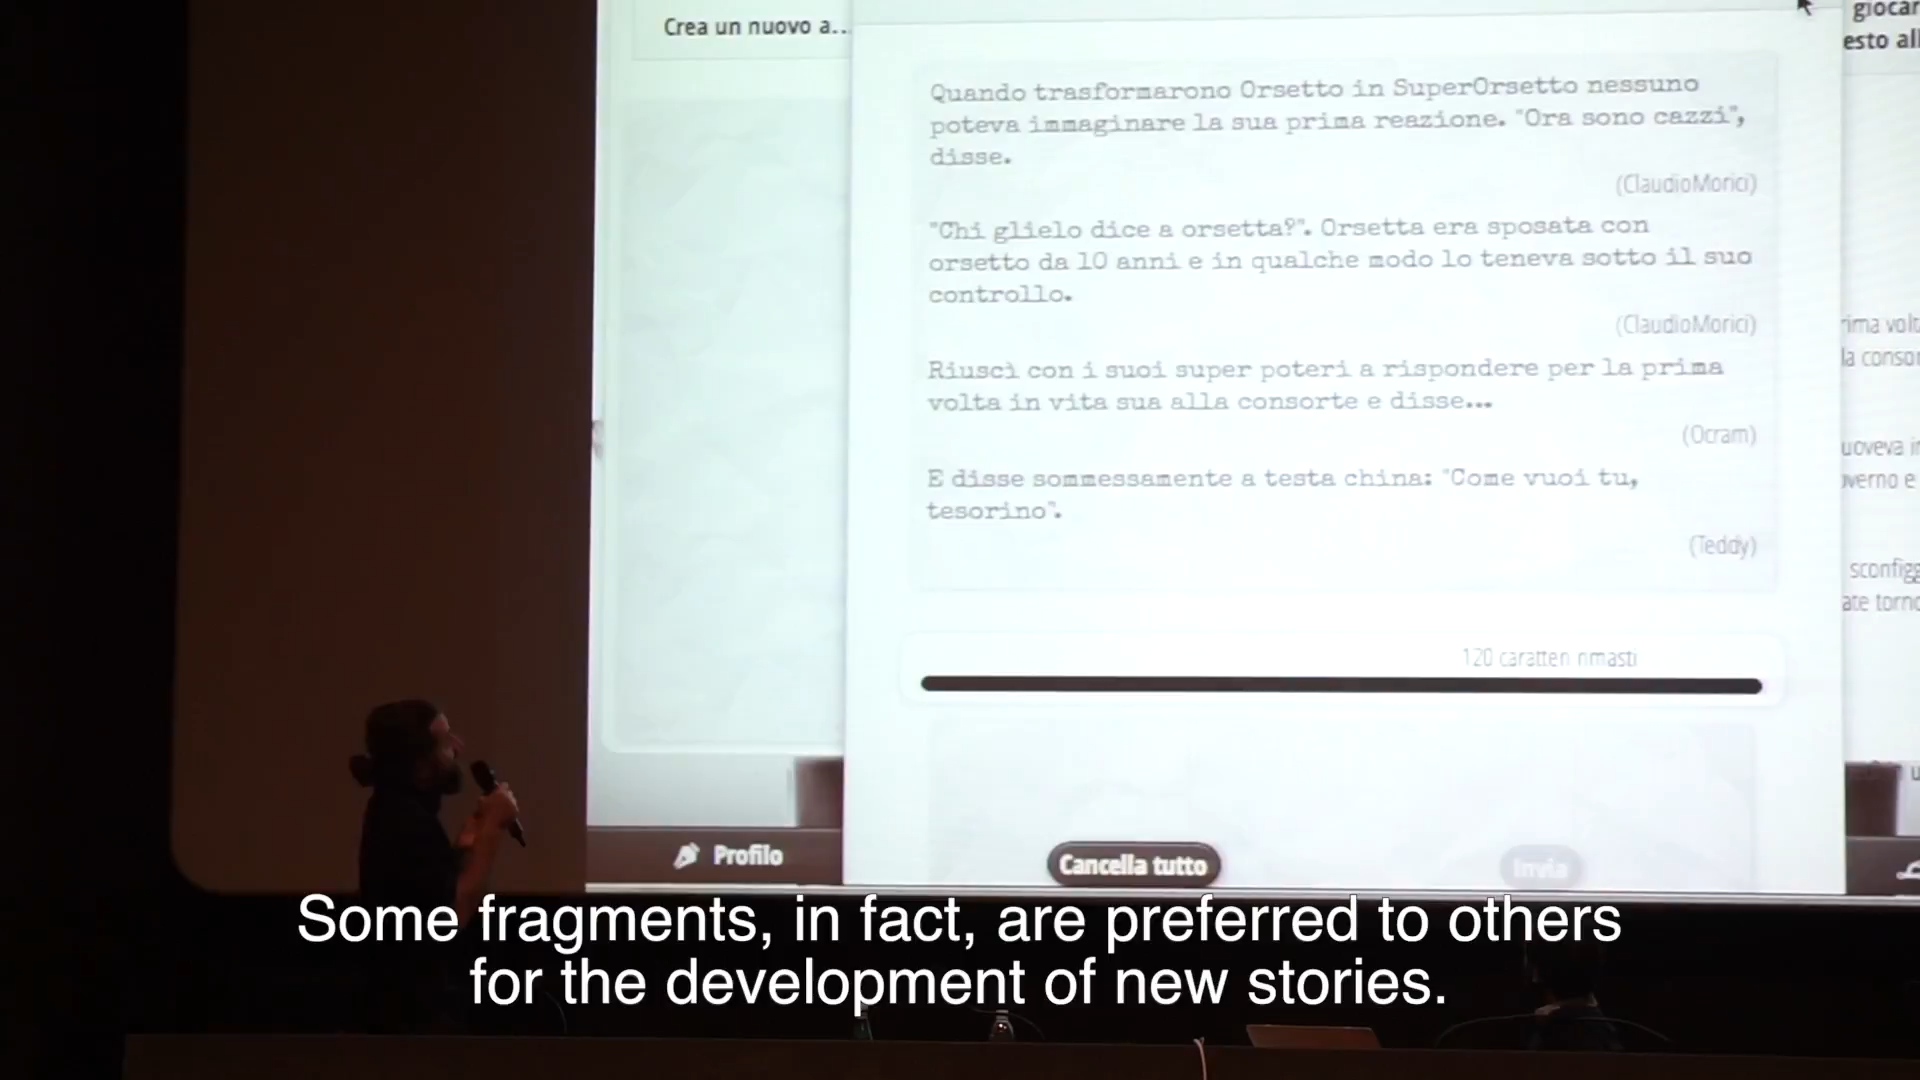 Crea un nuovo a...
giocar
esto all
Quando trasformarono Orsetto in SuperOrsetto nessuno
poteva immaginare la sua prima reazione. "Ora sono cazzi",
disse.
(ClaudioMorici)
"Chi glielo dice a orsetta?". Orsetta era sposata con
orsetto da 10 anni e in qualche modo lo teneva sotto il suo
controllo.
(ClaudioMorici)
rima volt
la consor
Riuscì con i suoi super poteri a rispondere per la prima
volta in vita sua alla consorte e disse...
(Ocram)
uoverva in
verno e
E disse sommessamente a testa china: "Come vuoi tu,
tesorino".
(Teddy)
sconfigg
ate torno
120 caratteri rimasti
Profilo
Cancella tutto
Invia
Some fragments, in fact, are preferred to others
for the development of new stories.